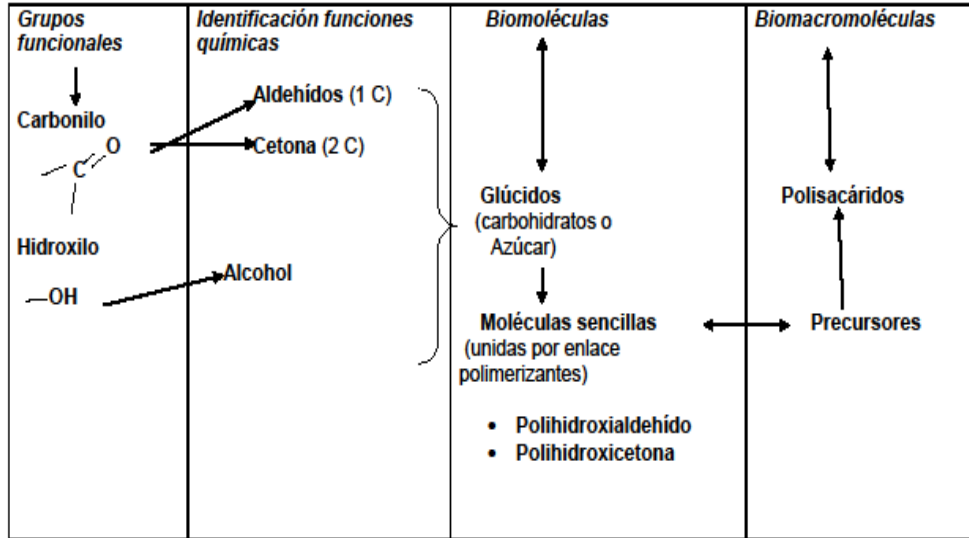 Grupos
funcionales
Carbonilo
O
C
Hidroxilo
OH
Identificación funciones
químicas
Aldehídos (1 C)
Cetona (2 C)
Alcohol
Biomoléculas
Glúcidos
(carbohidratos o
Azúcar)
Moléculas sencillas
(unidas por enlace
polimerizantes)
• Polihidroxialdehído
• Polihidroxicetona
Biomacromoléculas
Polisacáridos
Precursores